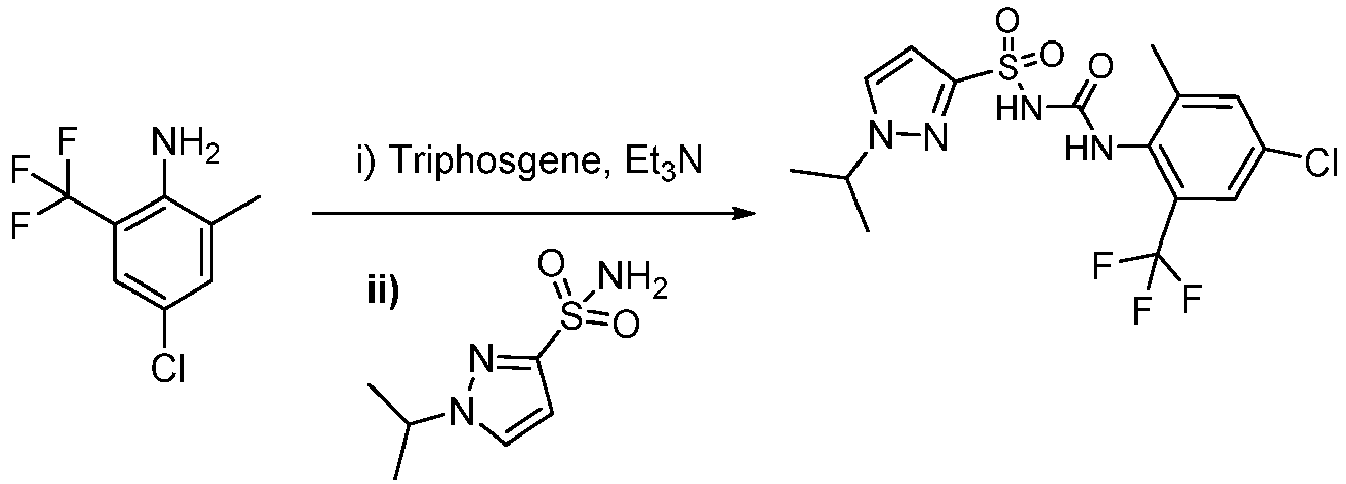 F
F
F
NH₂
Cl
i) Triphosgene, Et₃N
ii)
O
NH₂
S
O
N
N
O
S
O
O
HN
HN
N
N
Cl
F
F
F